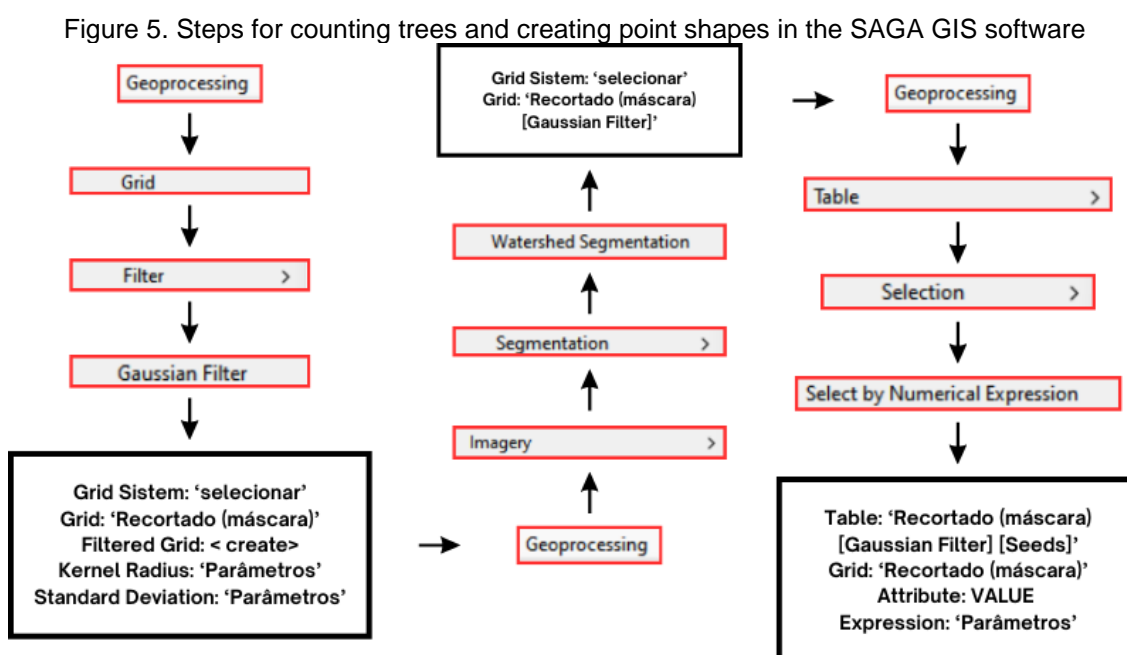 Figure 5. Steps for counting trees and creating point shapes in the SAGA GIS software
Geoprocessing
Grid
Filter >
Gaussian Filter
Grid Sistem: ‘selecionar’
Grid: ‘Recortado (máscara)’
Filtered Grid: < create>
Kernel Radius: ‘Parâmetros’
Standard Deviation: ‘Parâmetros’
Geoprocessing
Imagery >
Segmentation >
Watershed Segmentation
Grid Sistem: ‘selecionar’
Grid: ‘Recortado (máscara)
[Gaussian Filter]’
Geoprocessing
Table >
Selection >
Select by Numerical Expression
Table: ‘Recortado (máscara)
[Gaussian Filter] [Seeds]’
Grid: ‘Recortado (máscara)’
Attribute: VALUE
Expression: ‘Parâmetros’